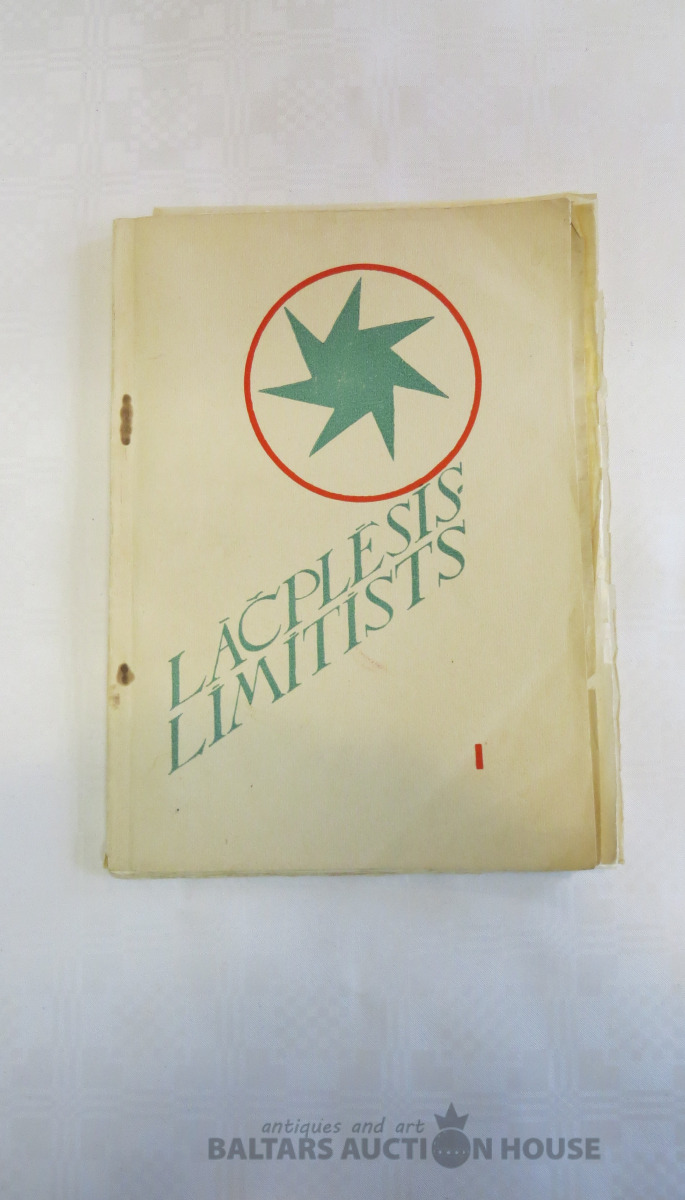 LĀČPLĒSIS-
LIMITISTS
I
antiques and art
BALTARS AUCTION HOUSE